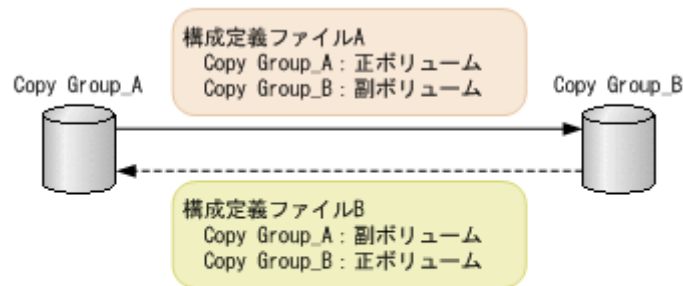 構成定義ファイルA
Copy Group_A：正ボリューム
Copy Group_B：副ボリューム
Copy Group_A
Copy Group_B
構成定義ファイルB
Copy Group_A：副ボリューム
Copy Group_B：正ボリューム